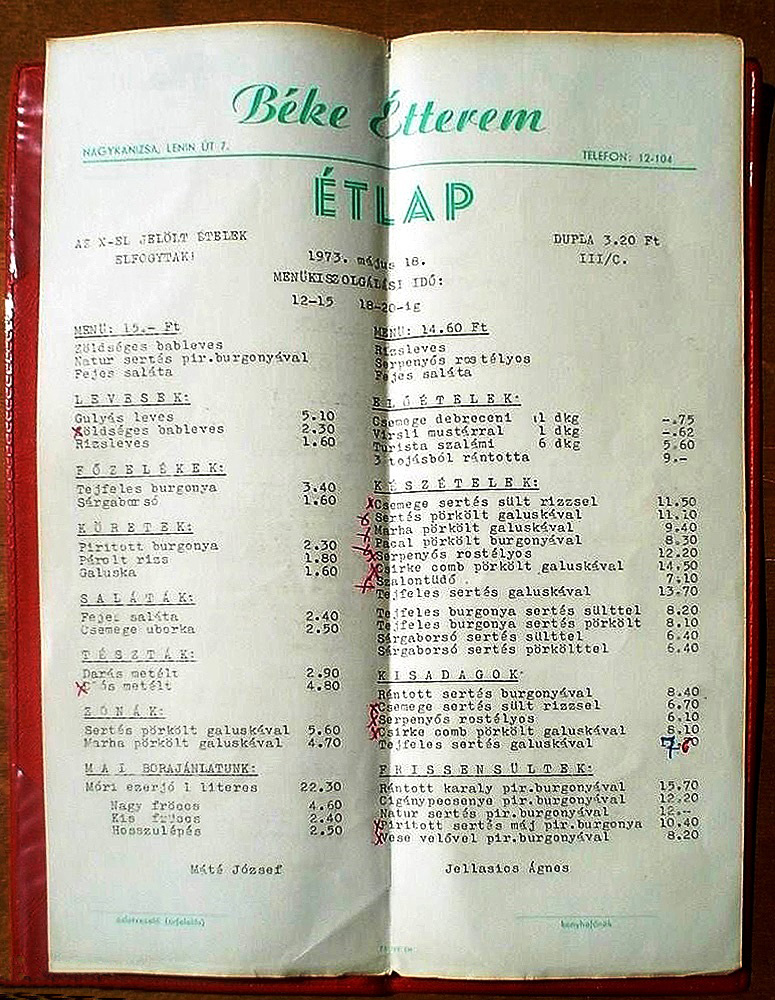 Béke Étterem
NAGYKANIZSA, LENIN ÚT 7.
TELEFON: 12-104
ÉTLAP
AZ X-EL JELÖLT ÉTELEK
ELFOGYTAK!
DUPLA 3.20 Ft
III/C.
1973. május 18.
MENÜKISZOLGÁLÁSI IDŐ:
12-15 18-20-ig
MENÜ: 15.- Ft
Zöldséges bableves
Natur sertés pir.burgonyával
Fejes saláta
LEVESEK:
Gulyás leves 5.10
Zöldséges bableves 2.30
Rizsleves 1.60
FŐZELÉKEK:
Tejfeles burgonya 3.40
Sárgaborsó 1.60
KÖRETEK:
Piritott burgonya 2.30
Párolt rizs 1.80
Galuska 1.60
SALÁTÁK:
Fejes saláta 2.40
Csemege uborka 2.50
TÉSZTÁK:
Darás metélt 2.90
metélt 4.80
ZÓNÁK:
Sertés pörkölt galuskával 5.60
Marha pörkölt galuskával 4.70
MAI BORAJÁNLATUNK:
Móri ezerjó 1 literes 22.30
Nagy fröccs 4.60
Kis fröccs 2.40
Hosszulépés 2.50
Máté József
üzletvezető (árfelelős)
MENÜ: 14.60 Ft
Rizsleves
Serpenyős rostélyos
Fejes saláta
ELŐÉTELEK:
Csemege debreceni 1 dkg -.75
Virsli mustárral 1 dkg -.62
Turista szalámi 6 dkg 5.60
3 tojásból rántotta 9.-
KÉSZÉTELEK:
Csemege sertés sült rizzsel 11.50
Sertés pörkölt galuskával 11.10
Marha pörkölt galuskával 9.40
Pacal pörkölt burgonyával 8.30
Serpenyős rostélyos 12.20
Csirke comb pörkölt galuskával 14.50
Szalontüdő 7.10
Tejfeles sertés galuskával 13.70
Tejfeles burgonya sertés sülttel 8.20
Tejfeles burgonya sertés pörkölt 8.10
Sárgaborsó sertés sülttel 6.40
Sárgaborsó sertés pörkölttel 6.40
KISADAGOK
Rántott sertés burgonyával 8.40
Csemege sertés sült rizzsel 6.70
Serpenyős rostélyos 6.10
Csirke comb pörkölt galuskával 8.10
Tejfeles sertés galuskával
FRISSENSÜLTEK:
Rántott karaly pir.burgonyával 15.70
Cigánypecsenye pir.burgonyával 12.20
Natur sertés pir.burgonyával 12.-
Piritott sertés máj pir.burgonya 10.40
Vese velővel pir.burgonyával 8.20
Jellasics Ágnes
konyhafőnök